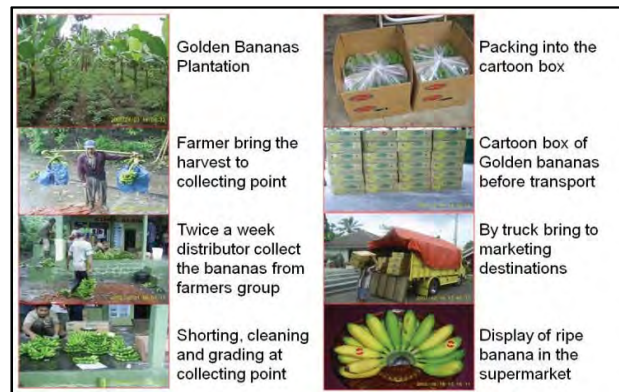 Golden Bananas
Plantation
Farmer bring the
harvest to
collecting point
Twice a week
distributor collect
the bananas from
farmers group
Shorting, cleaning
and grading at
collecting point
Packing into the
cartoon box
Cartoon box of
Golden bananas
before transport
By truck bring to
marketing
destinations
Display of ripe
banana in the
supermarket